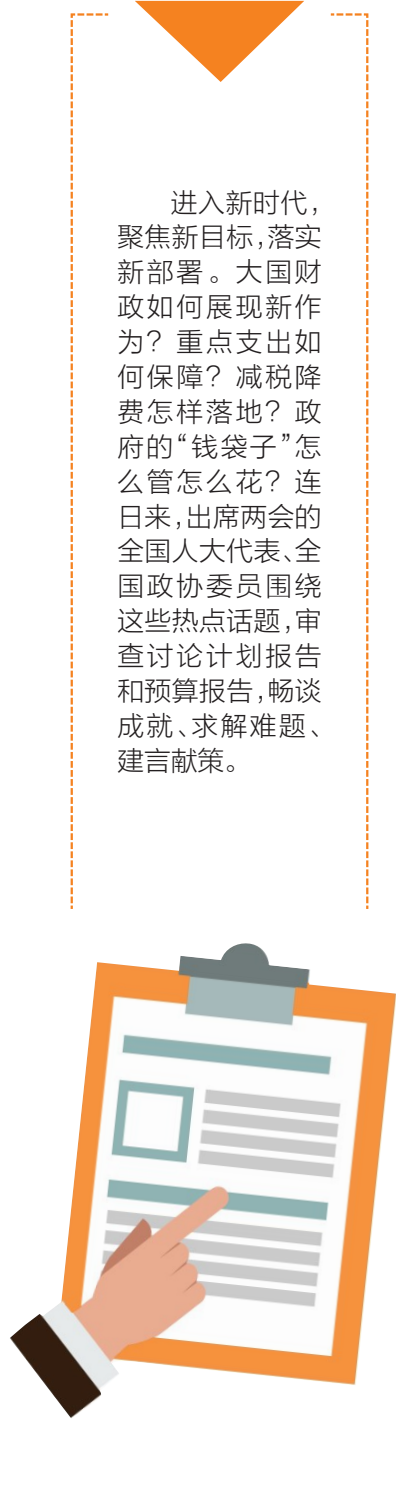 进入新时代，
聚焦新目标，落实
新部署。大国财
政如何展现新作
为？重点支出如
何保障？减税降
费怎样落地？政
府的“钱袋子”怎
么管怎么花？连
日来，出席两会的
全国人大代表、全
国政协委员围绕
这些热点话题，审
查讨论计划报告
和预算报告，畅谈
成就、求解难题、
建言献策。